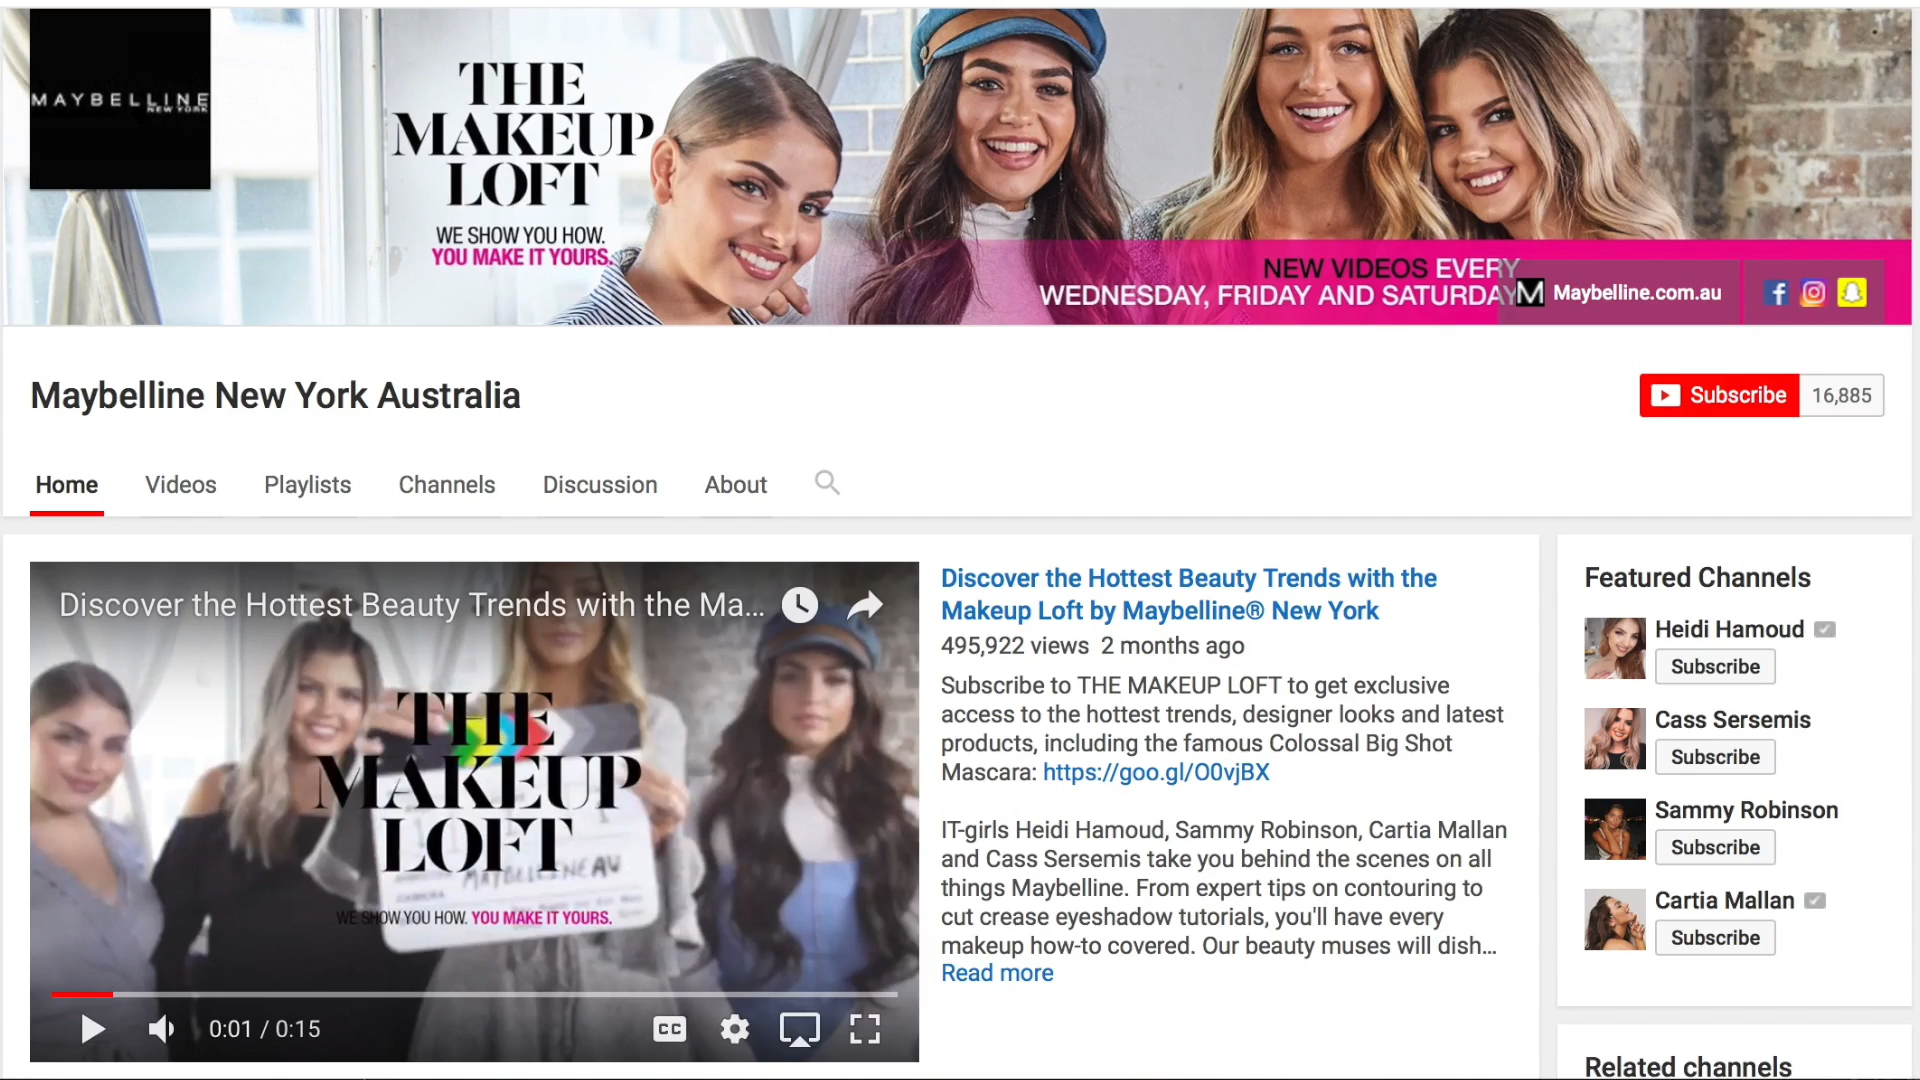 MAYBELLINE
NEW YORK
THE
MAKEUP
LOFT
WE SHOW YOU HOW.
YOU MAKE IT YOURS.
NEW VIDEOS EVERY
WEDNESDAY, FRIDAY AND SATURDAY
M Maybelline.com.au
Maybelline New York Australia
Subscribe 16,885
Home Videos Playlists Channels Discussion About
Discover the Hottest Beauty Trends with the Ma...
THE
MAKEUP
LOFT
MAYBELLINEAU
WE SHOW YOU HOW. YOU MAKE IT YOURS.
0:01 / 0:15
CC
Discover the Hottest Beauty Trends with the
Makeup Loft by Maybelline® New York
495,922 views 2 months ago
Subscribe to THE MAKEUP LOFT to get exclusive
access to the hottest trends, designer looks and latest
products, including the famous Colossal Big Shot
Mascara: https://goo.gl/O0vjBX
IT-girls Heidi Hamoud, Sammy Robinson, Cartia Mallan
and Cass Sersemis take you behind the scenes on all
things Maybelline. From expert tips on contouring to
cut crease eyeshadow tutorials, you'll have every
makeup how-to covered. Our beauty muses will dish...
Read more
Featured Channels
Heidi Hamoud
Subscribe
Cass Sersemis
Subscribe
Sammy Robinson
Subscribe
Cartia Mallan
Subscribe
Related channels